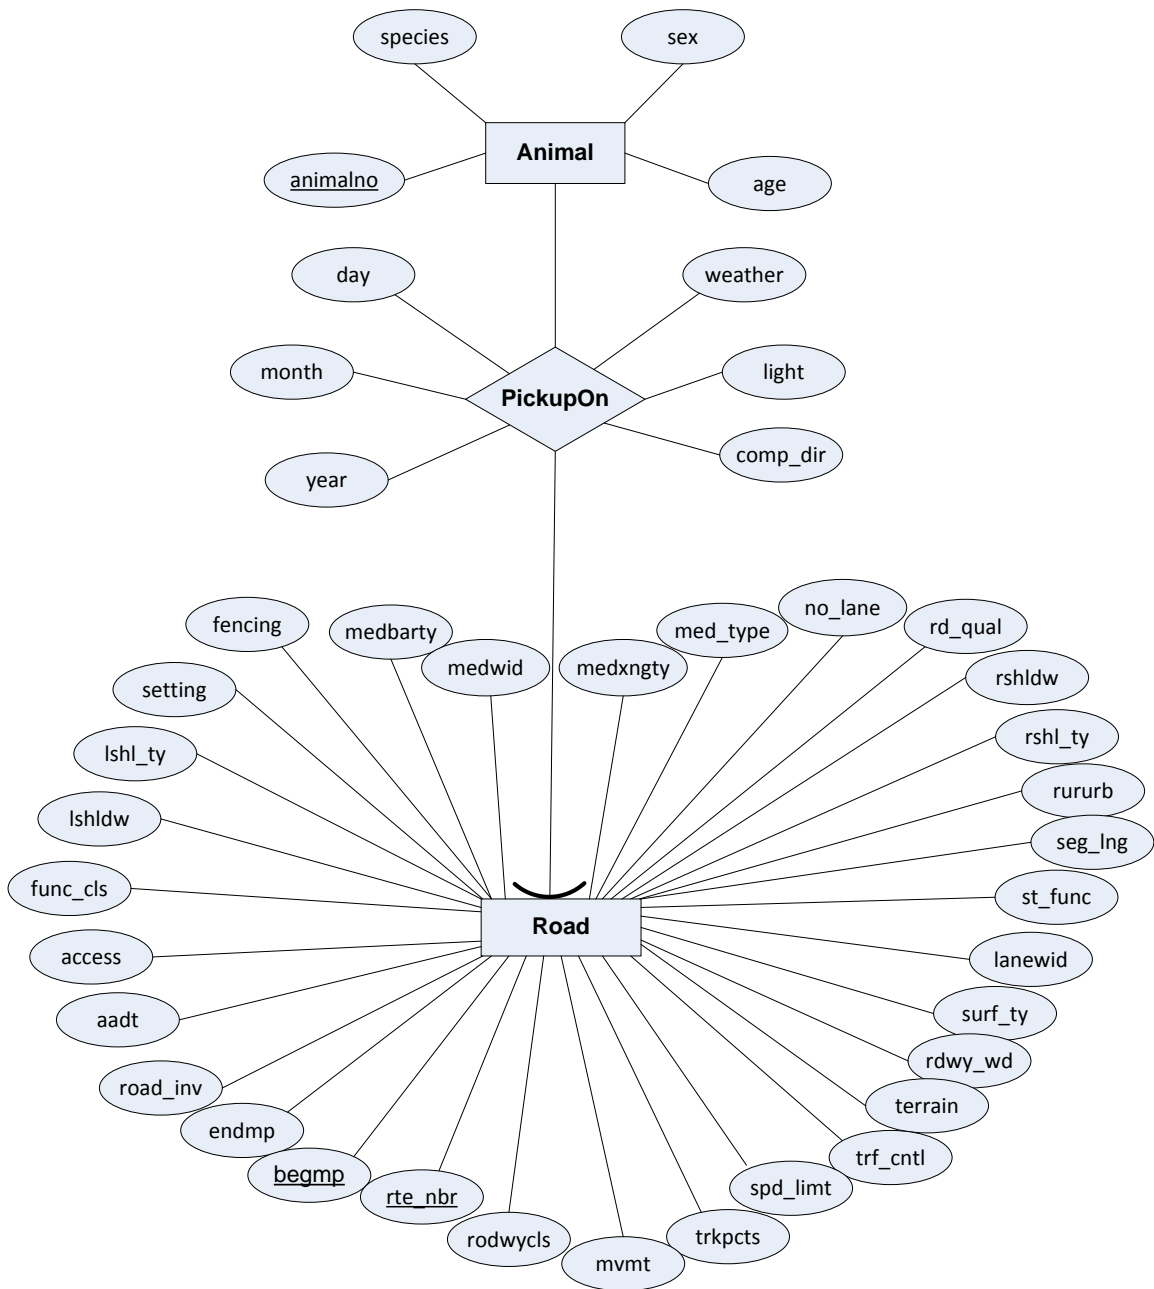 species
sex
Animal
animalno
age
day
weather
month
light
PickupOn
comp_dir
year
fencing
medbarty
medwid
medxngty
med_type
no_lane
rd_qual
setting
rshldw
lshl_ty
rshl_ty
rururb
lshldw
seg_lng
func_cls
st_func
Road
access
lanewid
aadt
surf_ty
rdwy_wd
road_inv
terrain
endmp
trf_cntl
begmp
rte_nbr
spd_limt
rodwycls
trkpcts
mvmt